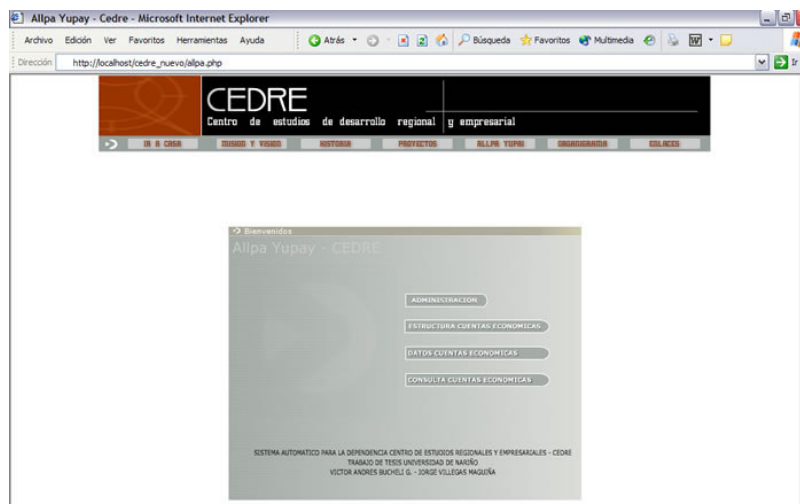 Allpa Yupay - Cedre - Microsoft Internet Explorer
Archivo Edición Ver Favoritos Herramientas Ayuda Atrás Búsqueda Favoritos Multimedia
Dirección http://localhost/cedre_nuevo/allpa.php Ir
CEDRE
Centro de estudios de desarrollo regional y empresarial
IR A CASA MISION Y VISION HISTORIA PROYECTOS ALLPA YUPAY ORGANIGRAMA ENLACES
Bienvenidos
Allpa Yupay - CEDRE
ADMINISTRACION
ESTRUCTURA CUENTAS ECONOMICAS
DATOS CUENTAS ECONOMICAS
CONSULTA CUENTAS ECONOMICAS
SISTEMA AUTOMATICO PARA LA DEPENDENCIA CENTRO DE ESTUDIOS REGIONALES Y EMPRESARIALES - CEDRE
TRABAJO DE TESIS UNIVERSIDAD DE NARIÑO
VICTOR ANDRES BUCHELI G. - JORGE VILLEGAS MAGUIÑA